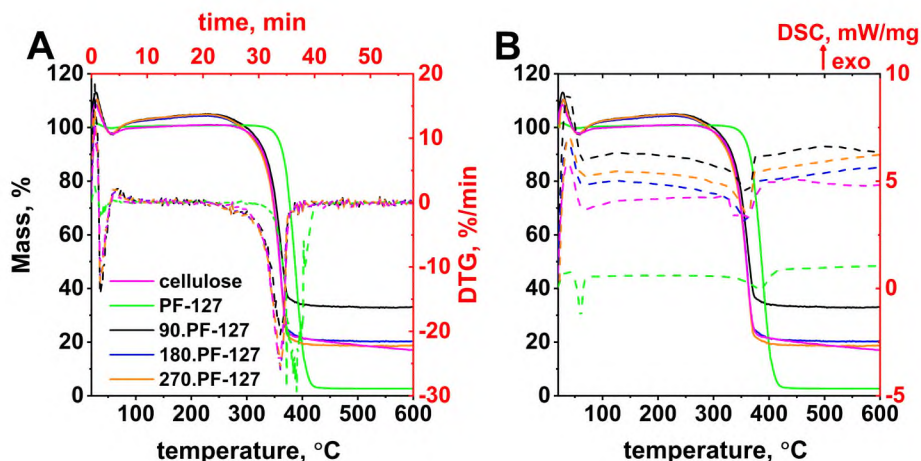 A
time, min
0 10 20 30 40 50
120
100
80
60
40
20
0
Mass, %
20
10
0
-10
-20
-30
DTG, %/min
cellulose
PF-127
90.PF-127
180.PF-127
270.PF-127
100 200 300 400 500 600
temperature, °C
B
DSC, mW/mg
exo
120
100
80
60
40
20
0
10
5
0
-5
100 200 300 400 500 600
temperature, °C